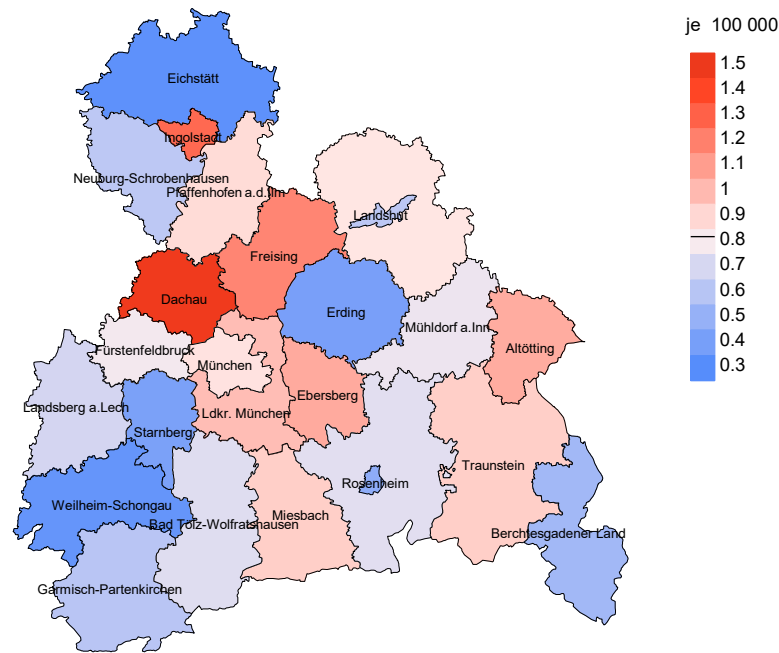 je 100 000
1.5
1.4
1.3
1.2
1.1
1
0.9
0.8
0.7
0.6
0.5
0.4
0.3
Eichstätt
Ingolstadt
Neuburg-Schrobenhausen
Pfaffenhofen a.d.Ilm
Landshut
Freising
Dachau
Erding
Mühldorf a.Inn
Altötting
Fürstenfeldbruck
München
Ebersberg
Landsberg a.Lech
Ldkr. München
Starnberg
Traunstein
Rosenheim
Weilheim-Schongau
Miesbach
Bad Tölz-Wolfratshausen
Berchtesgadener Land
Garmisch-Partenkirchen